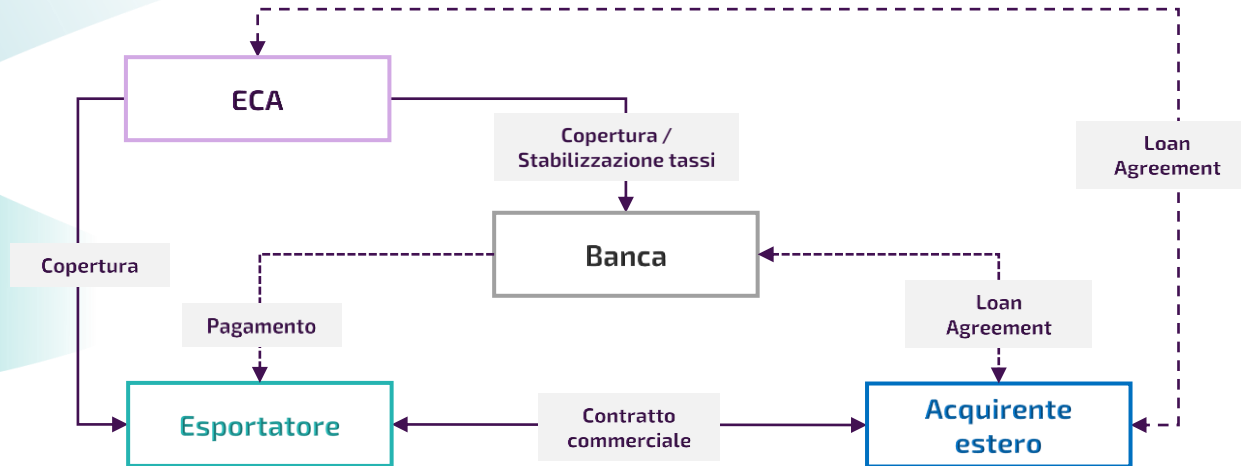 ECA
Copertura /
Stabilizzazione tassi
Loan
Agreement
Banca
Copertura
Pagamento
Loan
Agreement
Esportatore
Contratto
commerciale
Acquirente
estero